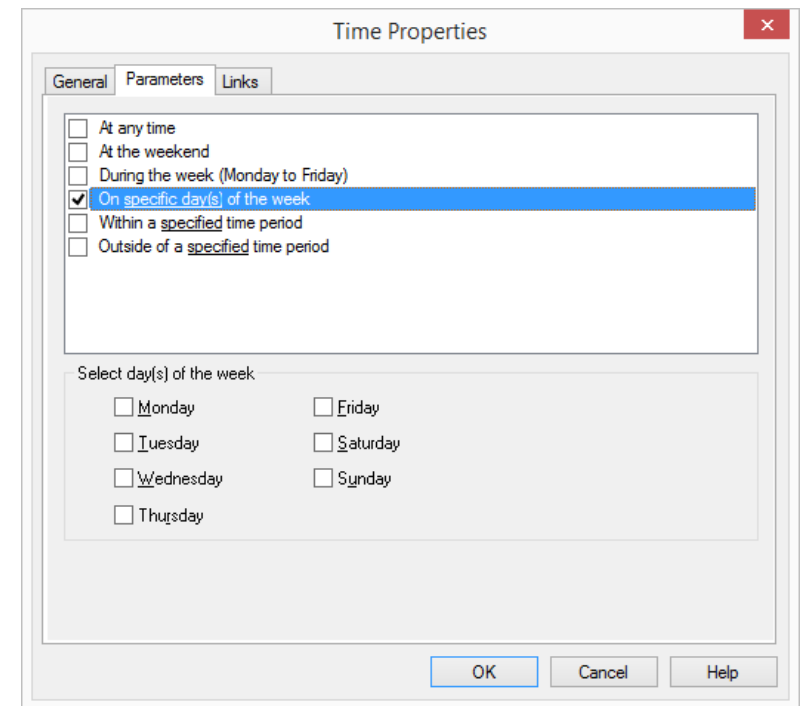 Time Properties
General Parameters Links
At any time
At the weekend
During the week (Monday to Friday)
On specific day(s) of the week
Within a specified time period
Outside of a specified time period
Select day(s) of the week
Monday Friday
Tuesday Saturday
Wednesday Sunday
Thursday
OK Cancel Help